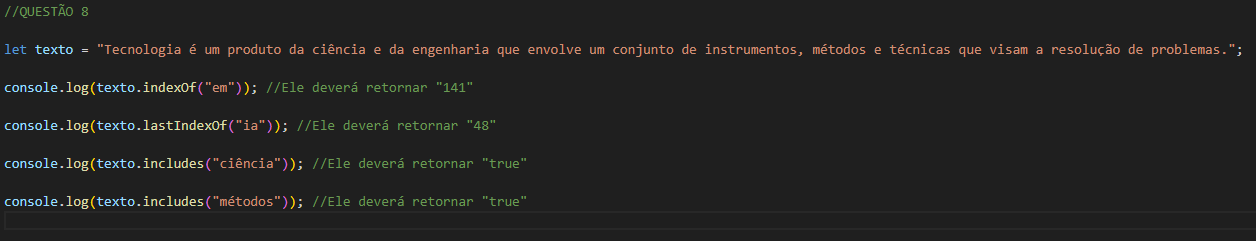 //QUESTÃO 8
let texto = "Tecnologia é um produto da ciência e da engenharia que envolve um conjunto de instrumentos, métodos e técnicas que visam a resolução de problemas.";
console.log(texto.indexOf("em")); //Ele deverá retornar "141"
console.log(texto.lastIndexOf("ia")); //Ele deverá retornar "48"
console.log(texto.includes("ciência")); //Ele deverá retornar "true"
console.log(texto.includes("métodos")); //Ele deverá retornar "true"